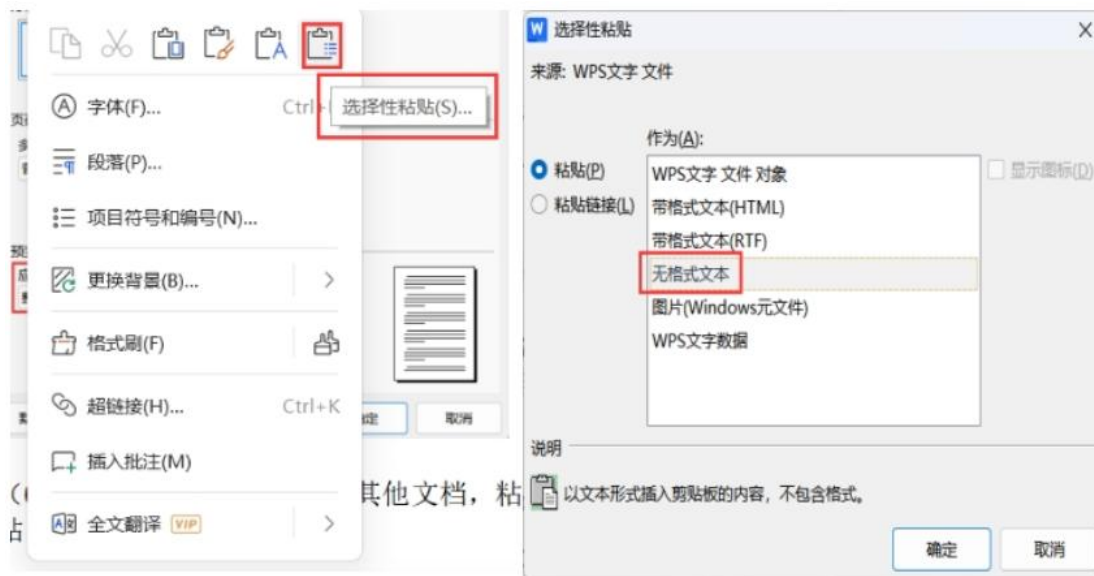 选择性粘贴(S)...
字体(F)...
Ctrl+
段落(P)...
项目符号和编号(N)...
更换背景(B)...
格式刷(F)
超链接(H)...
Ctrl+K
插入批注(M)
全文翻译 VIP
取消
其他文档，粘
选择性粘贴
来源: WPS文字 文件
作为(A):
粘贴(P)
粘贴链接(L)
WPS文字 文件 对象
带格式文本(HTML)
带格式文本(RTF)
无格式文本
图片(Windows元文件)
WPS文字数据
显示图标(D)
说明
以文本形式插入剪贴板的内容，不包含格式。
确定
取消